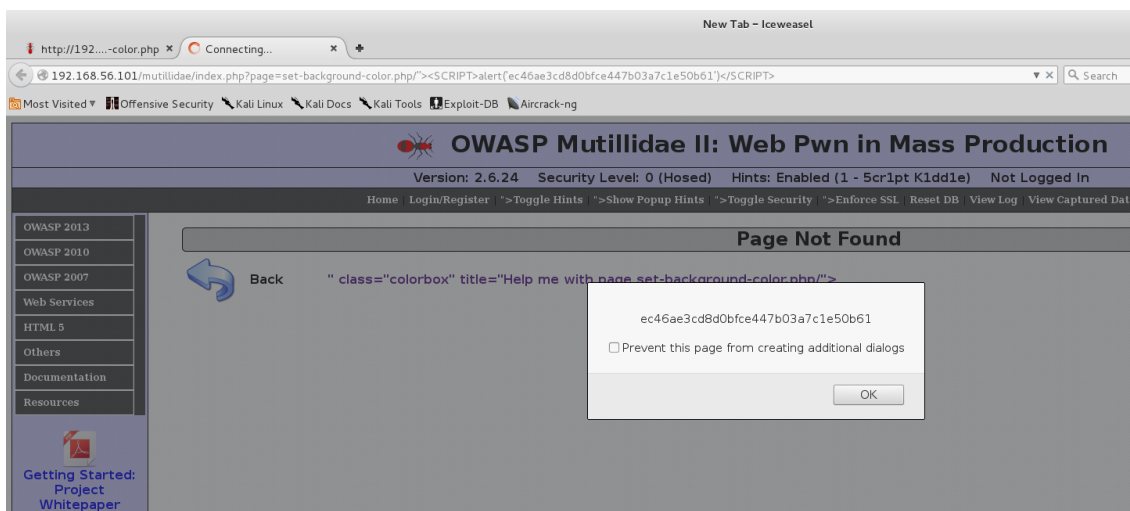 New Tab - Iceweasel
http://192....-color.php
Connecting...
192.168.56.101/mutillidae/index.php?page=set-background-color.php/"><SCRIPT>alert('ec46ae3cd8d0bfce447b03a7c1e50b61')</SCRIPT>
Search
Most Visited Offensive Security Kali Linux Kali Docs Kali Tools Exploit-DB Aircrack-ng
OWASP Mutillidae II: Web Pwn in Mass Production
Version: 2.6.24 Security Level: 0 (Hosed) Hints: Enabled (1 - 5cr1pt K1dd1e) Not Logged In
Home | Login/Register | ">Toggle Hints | ">Show Popup Hints | ">Toggle Security | ">Enforce SSL | Reset DB | View Log | View Captured Dat
OWASP 2013
OWASP 2010
OWASP 2007
Web Services
HTML 5
Others
Documentation
Resources
Getting Started:
Project
Whitepaper
Page Not Found
Back
" class="colorbox" title="Help me with page set-background-color.php/">
ec46ae3cd8d0bfce447b03a7c1e50b61
Prevent this page from creating additional dialogs
OK